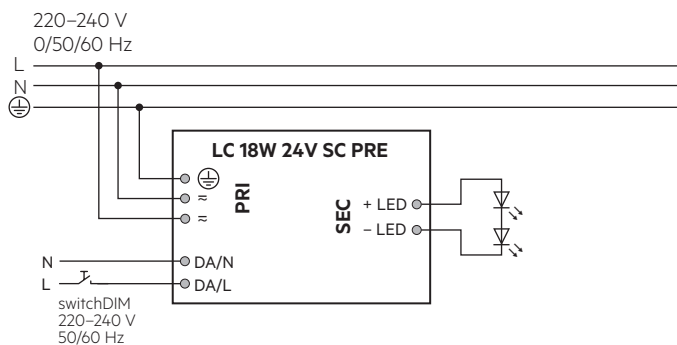 220–240 V
0/50/60 Hz
L
N
LC 18W 24V SC PRE
PRI
≂
≂
SEC
+ LED
– LED
N
DA/N
L
DA/L
switchDIM
220–240 V
50/60 Hz